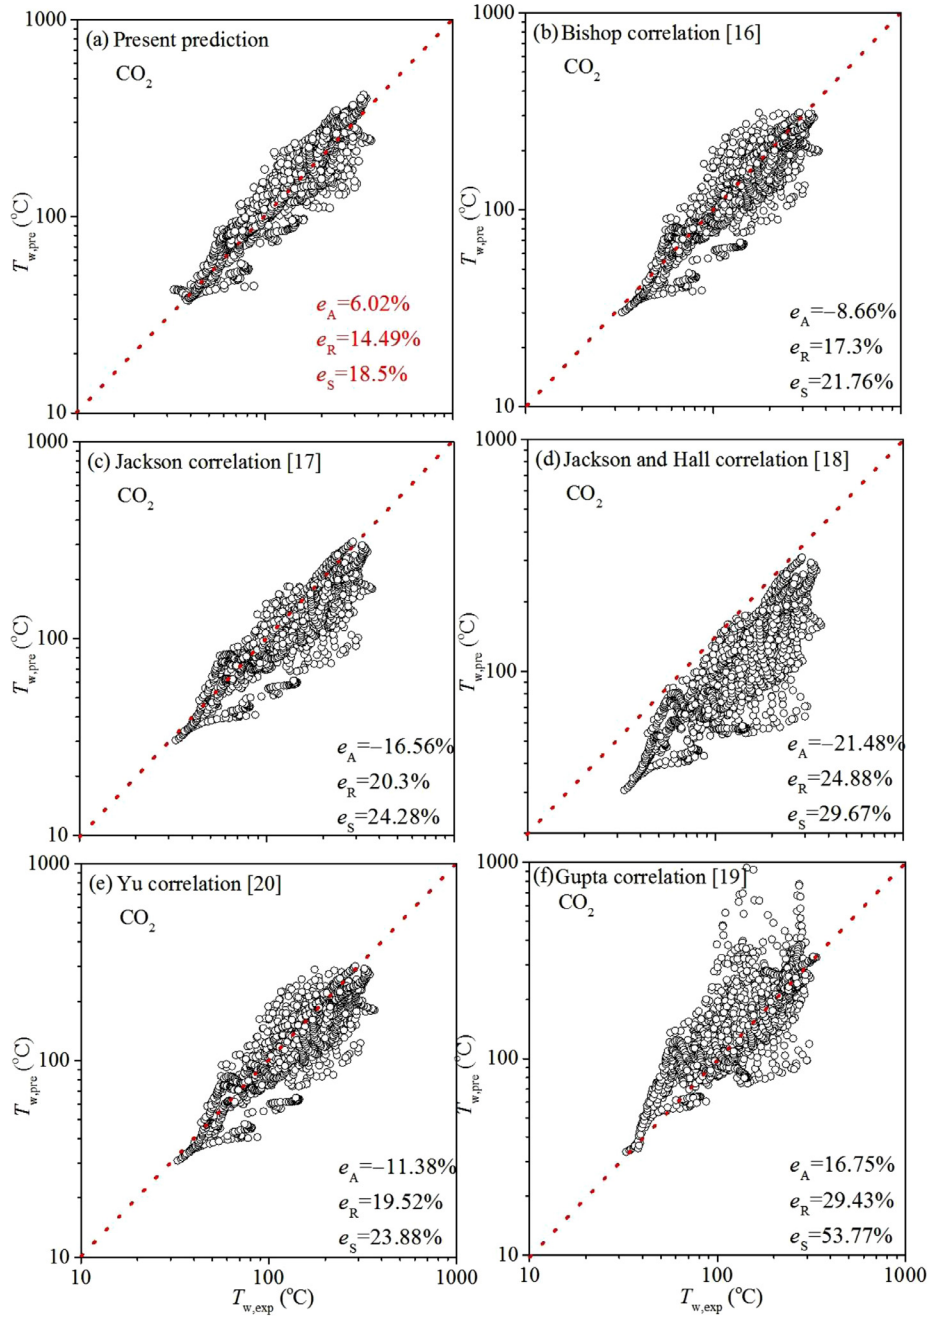 1000
(a) Present prediction
CO2
100
Tw,pre (°C)
eA=6.02%
eR=14.49%
eS=18.5%
10
1000
(b) Bishop correlation [16]
CO2
100
Tw,pre (°C)
eA=−8.66%
eR=17.3%
eS=21.76%
10
1000
(c) Jackson correlation [17]
CO2
100
Tw,pre (°C)
eA=−16.56%
eR=20.3%
eS=24.28%
10
1000
(d) Jackson and Hall correlation [18]
CO2
100
Tw,pre (°C)
eA=−21.48%
eR=24.88%
eS=29.67%
1000
(e) Yu correlation [20]
CO2
100
Tw,pre (°C)
eA=−11.38%
eR=19.52%
eS=23.88%
10
10 100 1000
Tw,exp (°C)
1000
(f) Gupta correlation [19]
CO2
100
Tw,pre (°C)
eA=16.75%
eR=29.43%
eS=53.77%
10
10 100 1000
Tw,exp (°C)